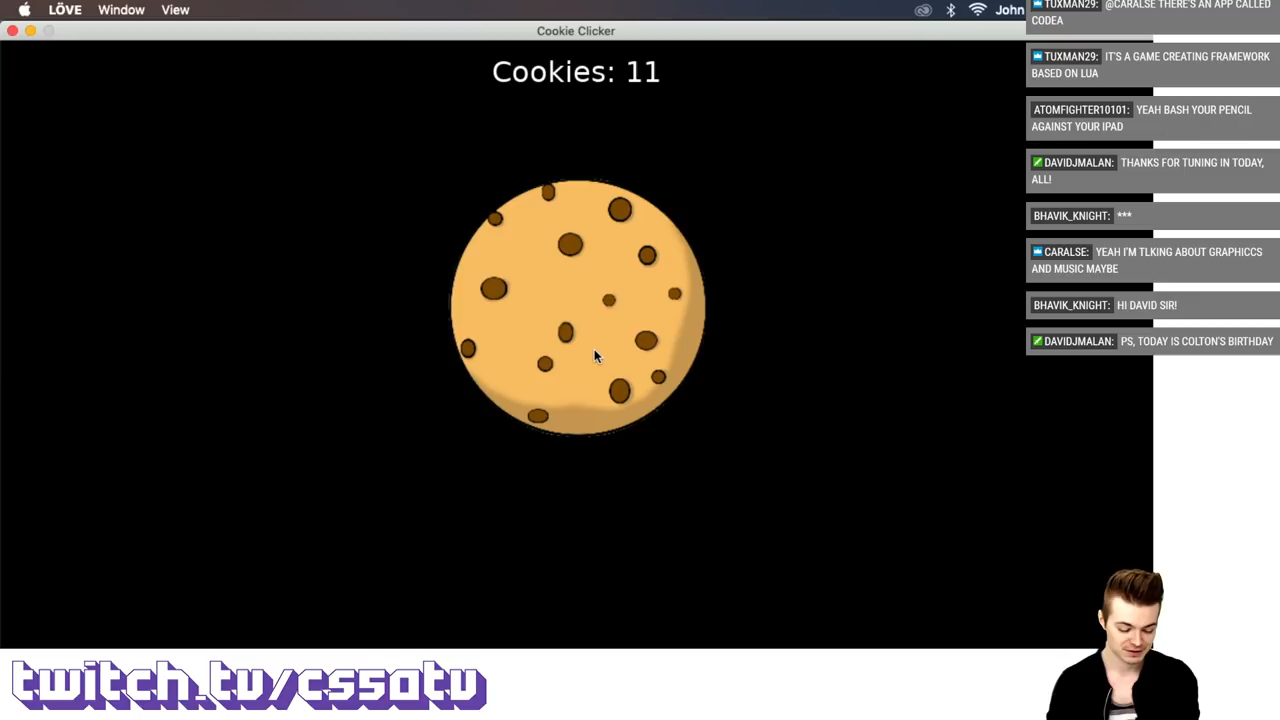 LÖVE Window View John
Cookie Clicker
Cookies: 11
TUXMAN29: @CARALSE THERE'S AN APP CALLED
CODEA
TUXMAN29: IT'S A GAME CREATING FRAMEWORK
BASED ON LUA
ATOMFIGHTER10101: YEAH BASH YOUR PENCIL
AGAINST YOUR IPAD
DAVIDJMALAN: THANKS FOR TUNING IN TODAY,
ALL!
BHAVIK_KNIGHT: ***
CARALSE: YEAH I'M TLKING ABOUT GRAPHICCS
AND MUSIC MAYBE
BHAVIK_KNIGHT: HI DAVID SIR!
DAVIDJMALAN: PS, TODAY IS COLTON'S BIRTHDAY
twitch.tv/cs50tv